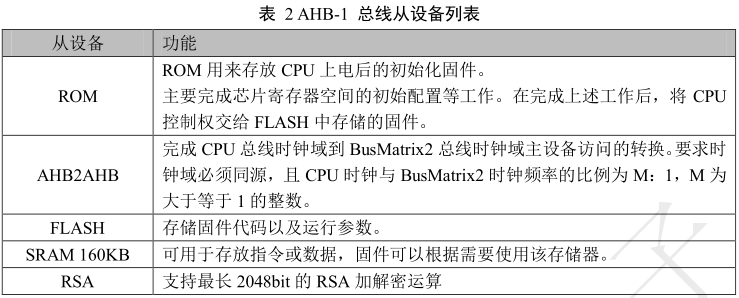 表 2 AHB-1 总线从设备列表
从设备 功能
ROM ROM 用来存放 CPU 上电后的初始化固件。
主要完成芯片寄存器空间的初始配置等工作。在完成上述工作后，将 CPU
控制权交给 FLASH 中存储的固件。
AHB2AHB 完成 CPU 总线时钟域到 BusMatrix2 总线时钟域主设备访问的转换。要求时
钟域必须同源，且 CPU 时钟与 BusMatrix2 时钟频率的比例为 M：1，M 为
大于等于 1 的整数。
FLASH 存储固件代码以及运行参数。
SRAM 160KB 可用于存放指令或数据，固件可以根据需要使用该存储器。
RSA 支持最长 2048bit 的 RSA 加解密运算